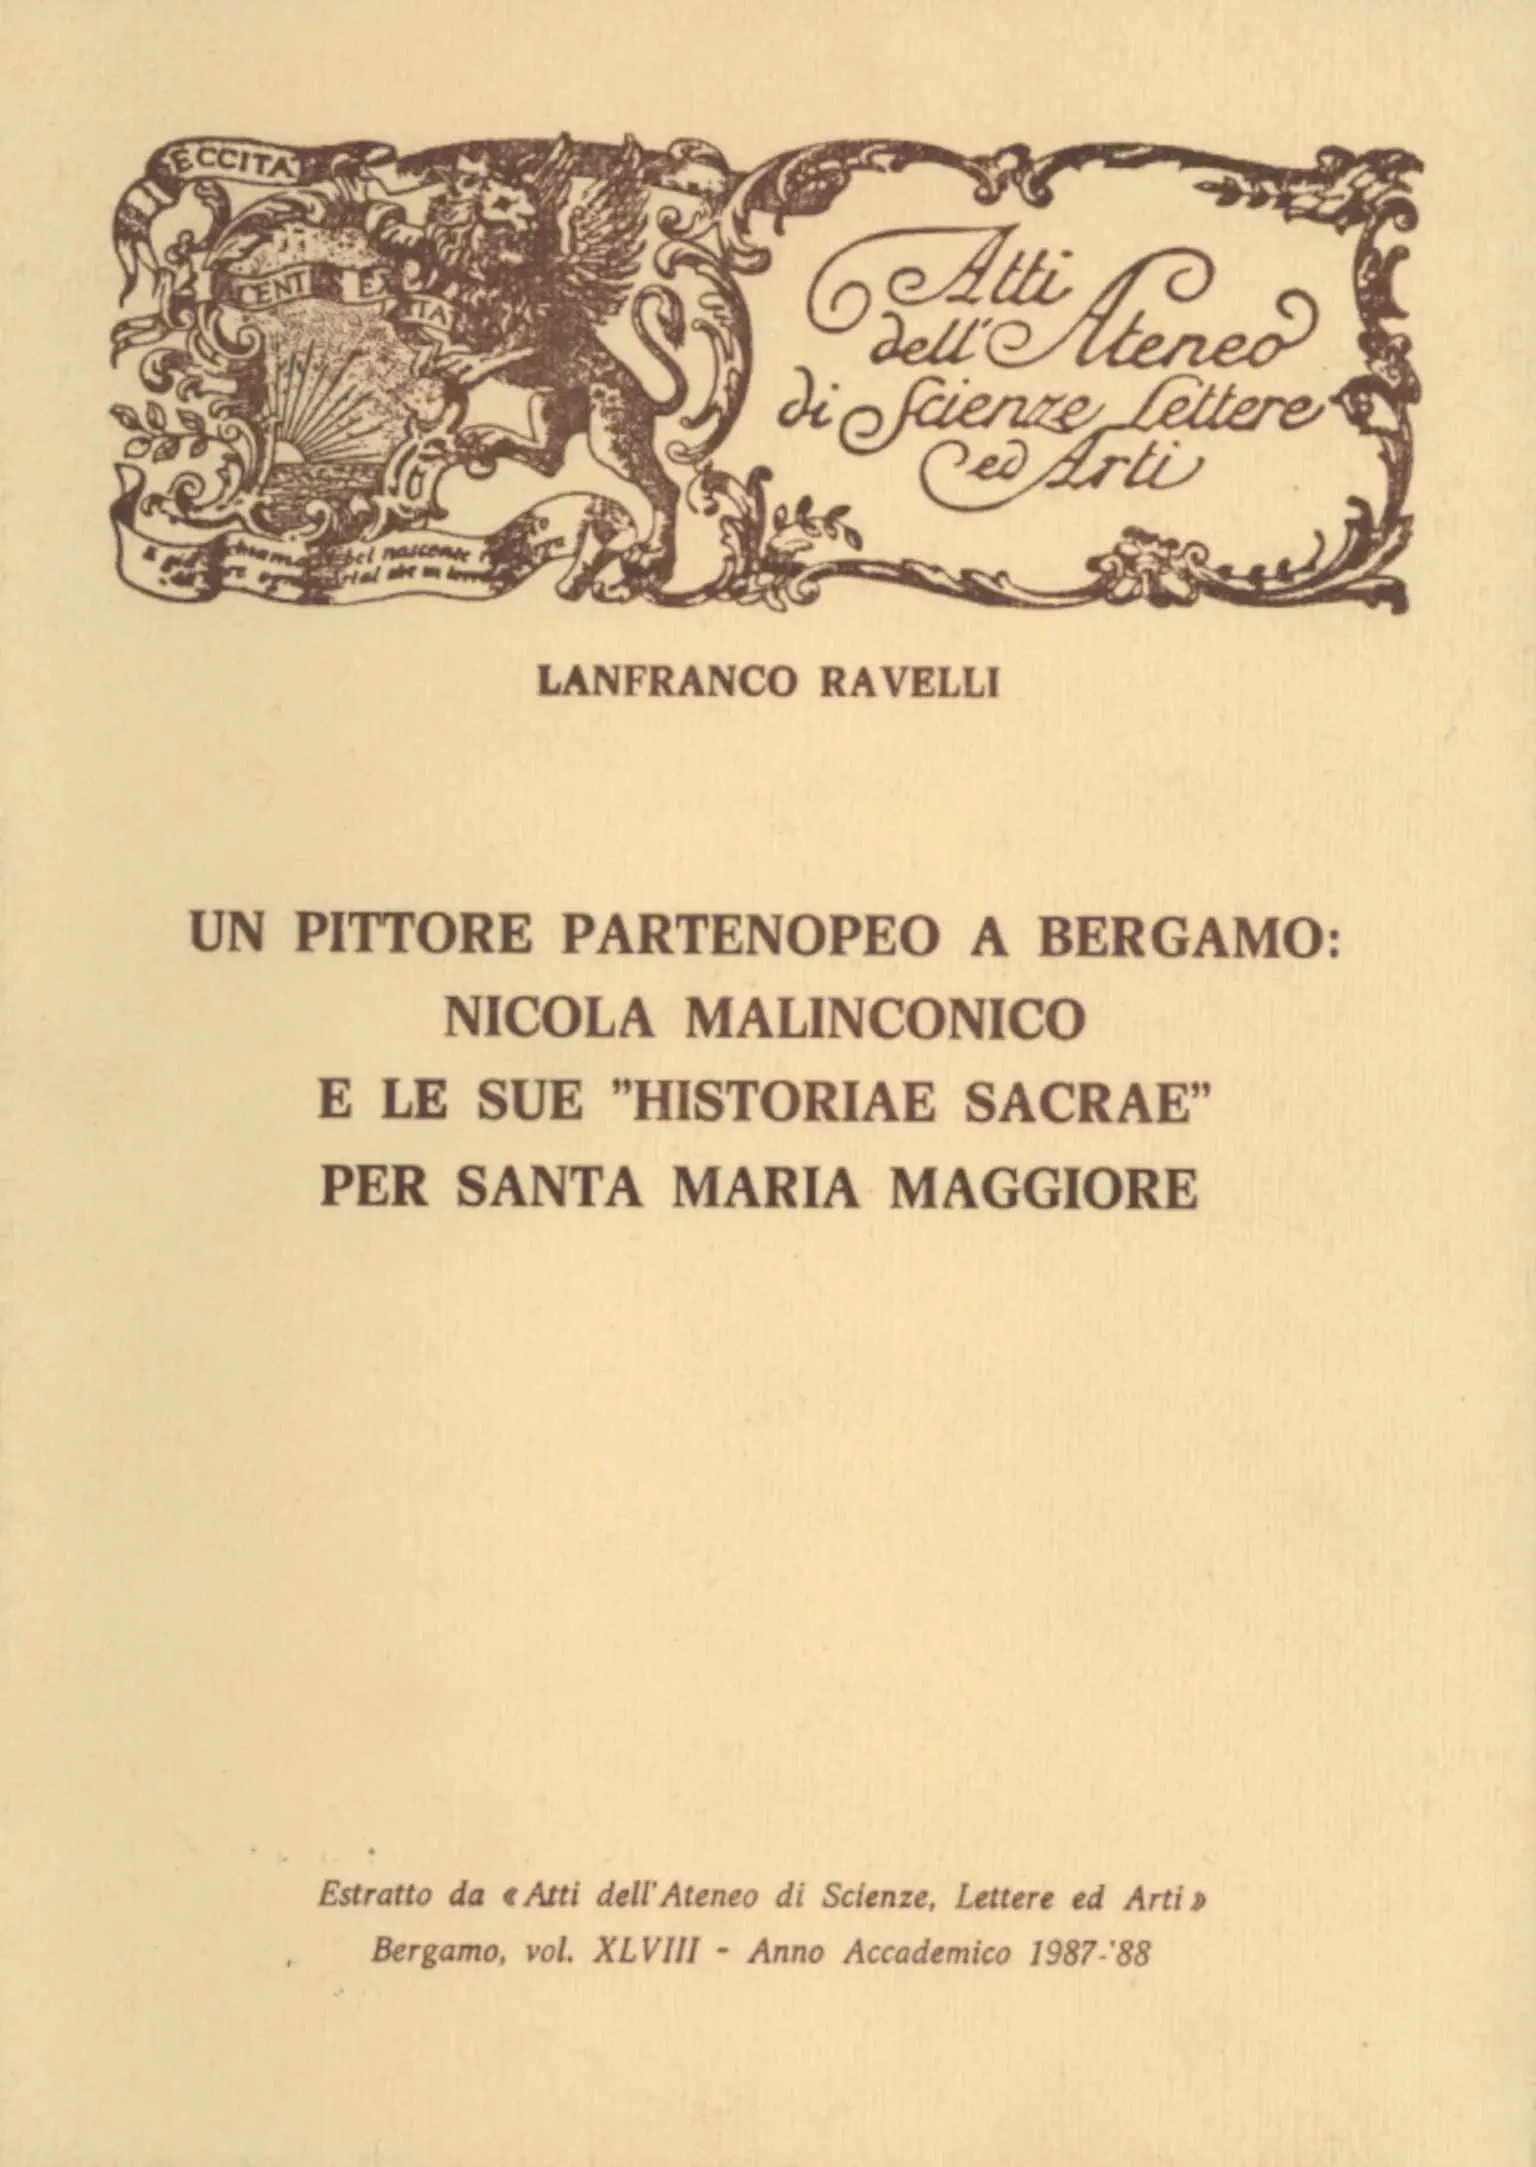 ECCITA
Atti
dell'Ateneo
di Scienze Lettere
ed Arti
bel nascente
LANFRANCO RAVELLI
UN PITTORE PARTENOPEO A BERGAMO:
NICOLA MALINCONICO
E LE SUE "HISTORIAE SACRAE"
PER SANTA MARIA MAGGIORE
Estratto da «Atti dell'Ateneo di Scienze, Lettere ed Arti»
Bergamo, vol. XLVIII - Anno Accademico 1987-'88